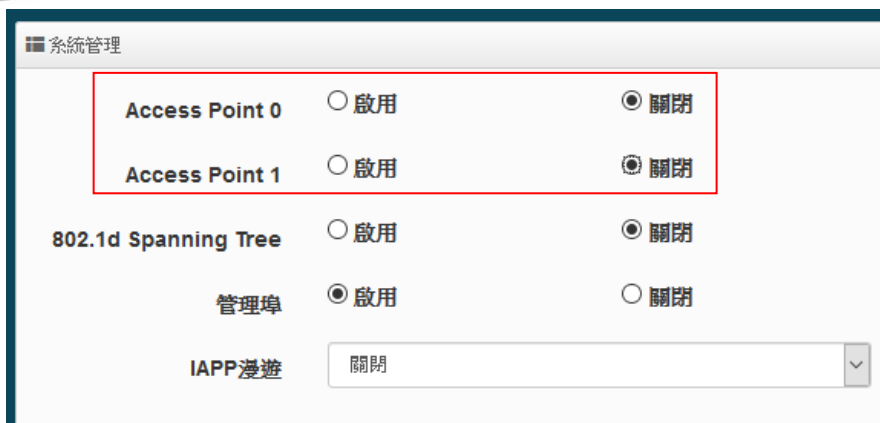 系統管理
Access Point 0 啟用 關閉
Access Point 1 啟用 關閉
802.1d Spanning Tree 啟用 關閉
管理埠 啟用 關閉
IAPP漫遊 關閉